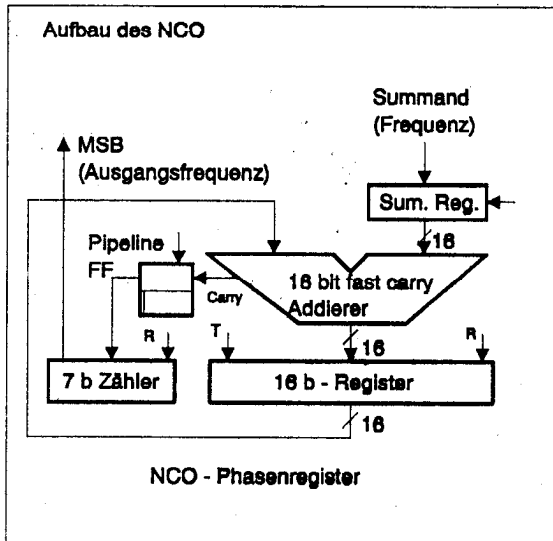 Aufbau des NCO
Summand
(Frequenz)
MSB
(Ausgangsfrequenz)
Sum. Reg.
16
Pipeline
FF
Carry
16 bit fast carry
Addierer
R
T
16
R
7 b Zähler
16 b - Register
16
NCO - Phasenregister